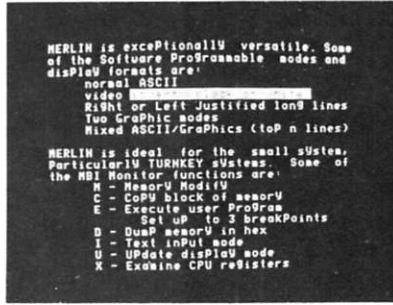 MERLIN is exceptionally versatile. Some
of the Software Programmable modes and
display formats are:
normal ASCII
video
Right or Left Justified long lines
Two Graphic modes
Mixed ASCII/Graphics (top n lines)
MERLIN is ideal for the small system,
Particularly TURNKEY systems. Some of
the MBI Monitor functions are:
M - Memory Modify
C - Copy block of memory
E - Execute user Program
Set up to 3 breakPoints
D - Dump memory in hex
I - Text input mode
U - Update display mode
X - Examine CPU registers